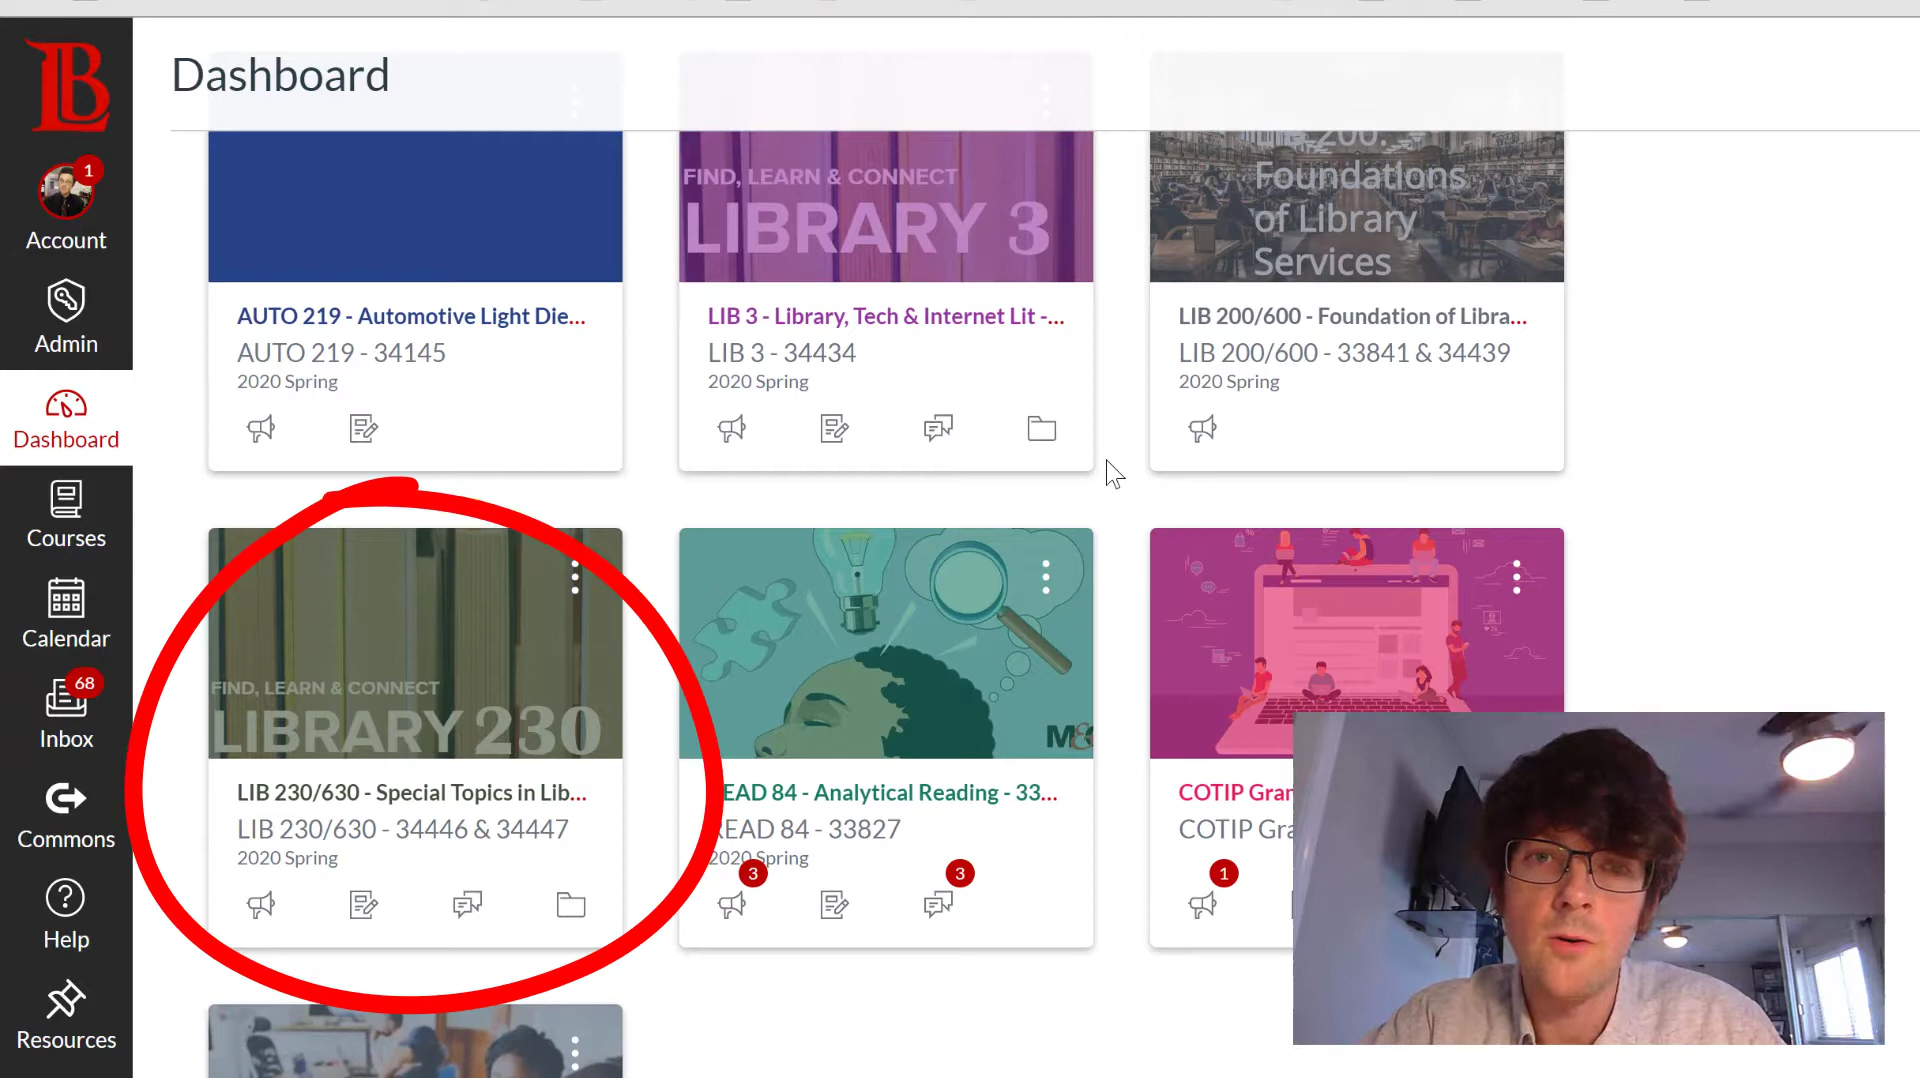 LB
Dashboard
1
Account
Admin
Dashboard
Courses
Calendar
68
Inbox
Commons
Help
Resources
AUTO 219 - Automotive Light Die...
AUTO 219 - 34145
2020 Spring
FIND, LEARN & CONNECT
LIBRARY 3
LIB 3 - Library, Tech & Internet Lit -...
LIB 3 - 34434
2020 Spring
Foundations
of Library
Services
LIB 200/600 - Foundation of Libra...
LIB 200/600 - 33841 & 34439
2020 Spring
FIND, LEARN & CONNECT
LIBRARY 230
LIB 230/630 - Special Topics in Lib...
LIB 230/630 - 34446 & 34447
2020 Spring
EAD 84 - Analytical Reading - 33...
READ 84 - 33827
2020 Spring
3
3
COTIP Gran
COTIP Gra
1